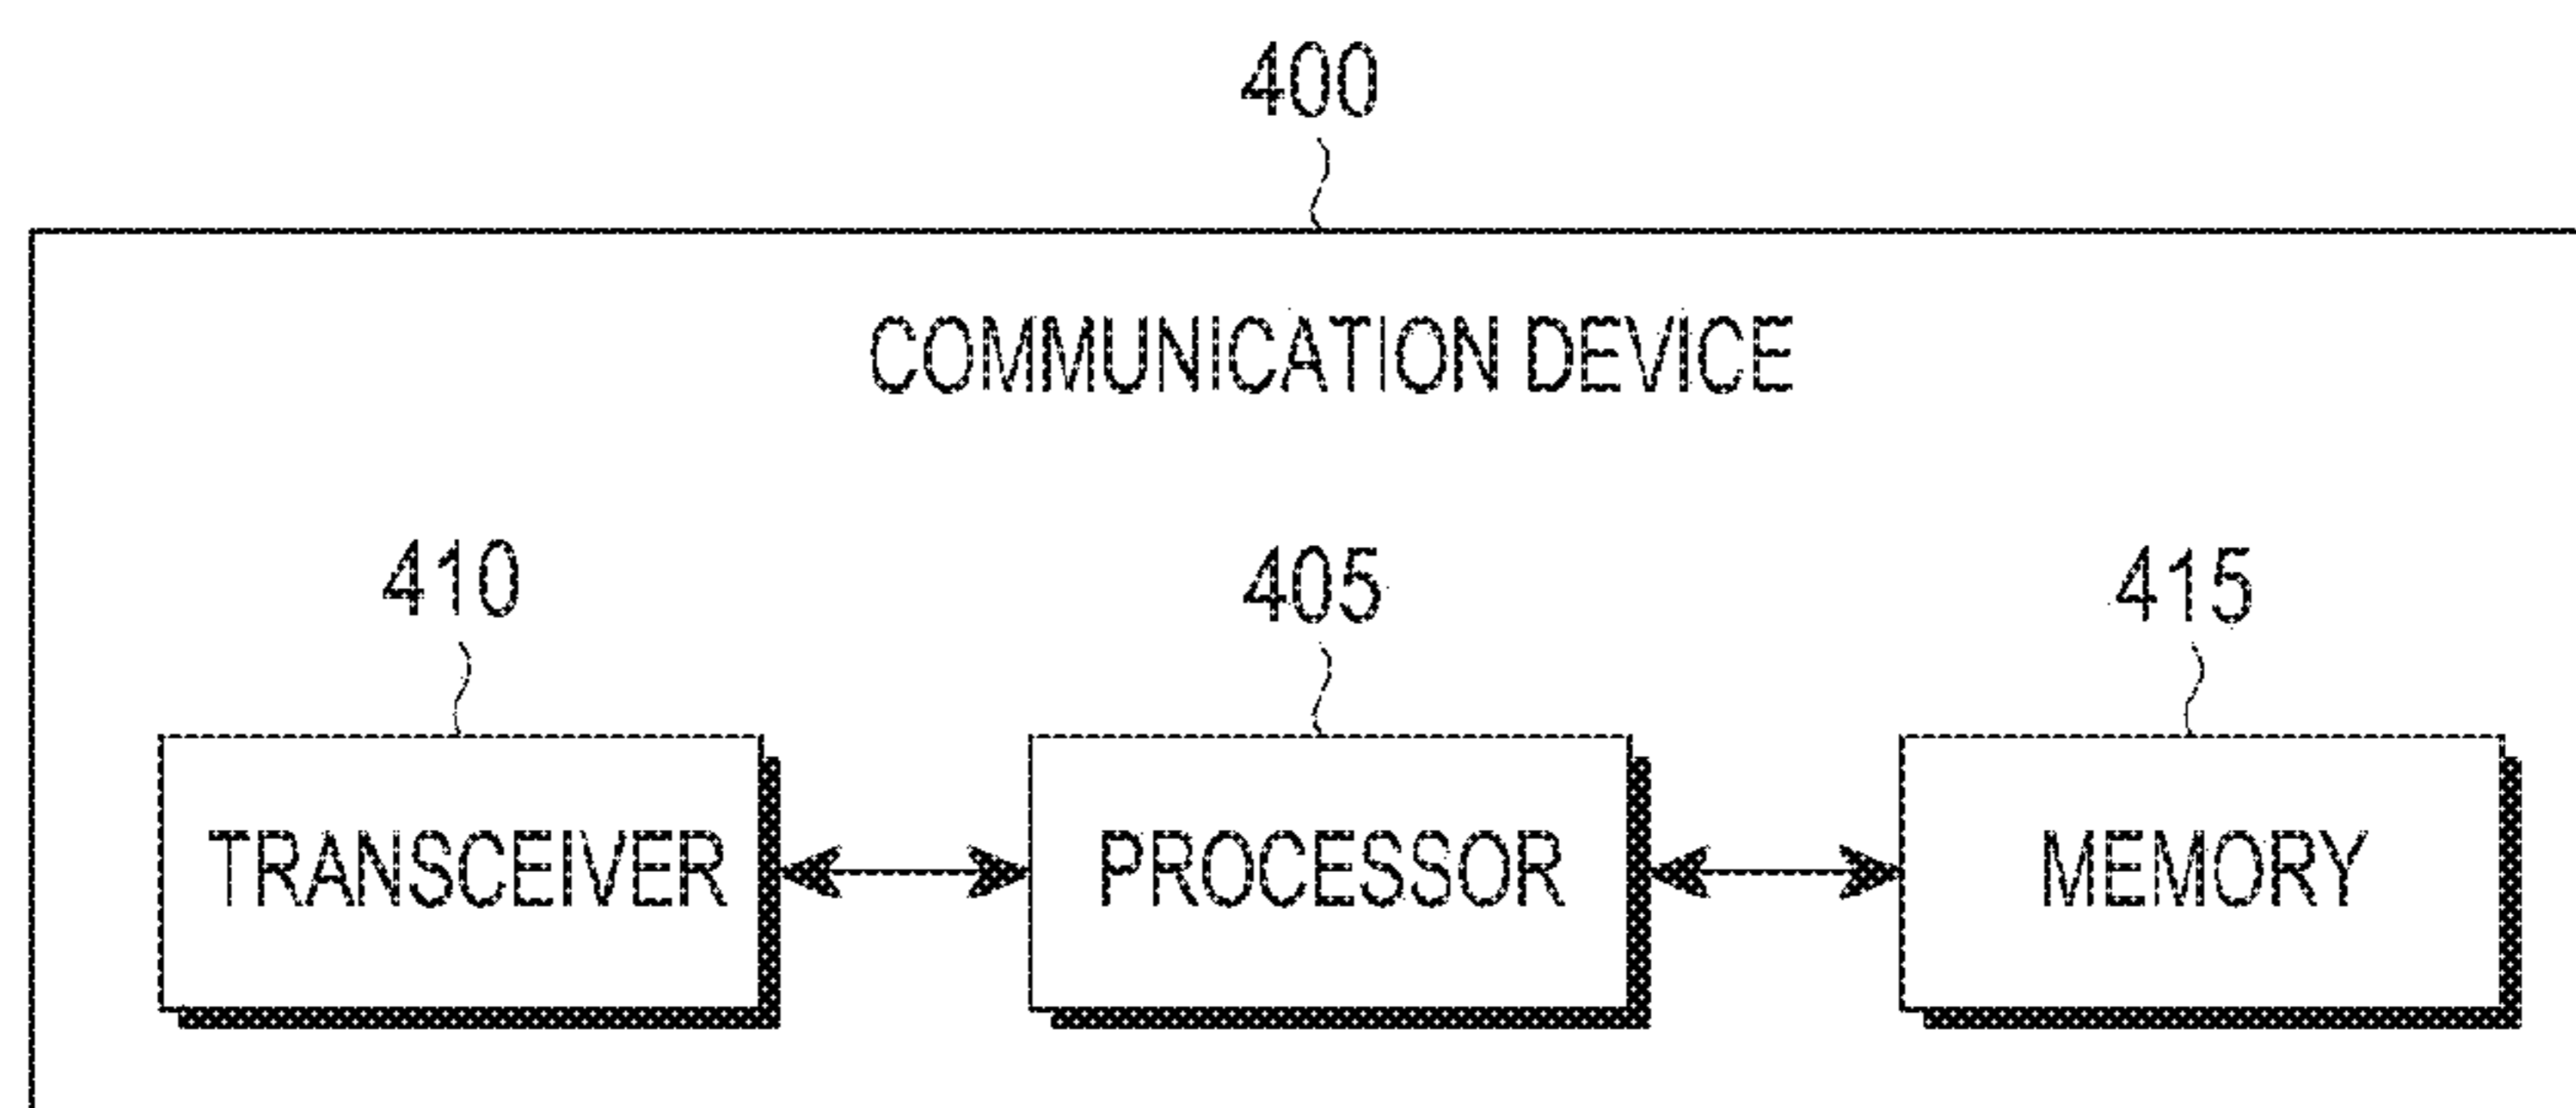 400
COMMUNICATION DEVICE
410 405 415
TRANSCEIVER PROCESSOR MEMORY